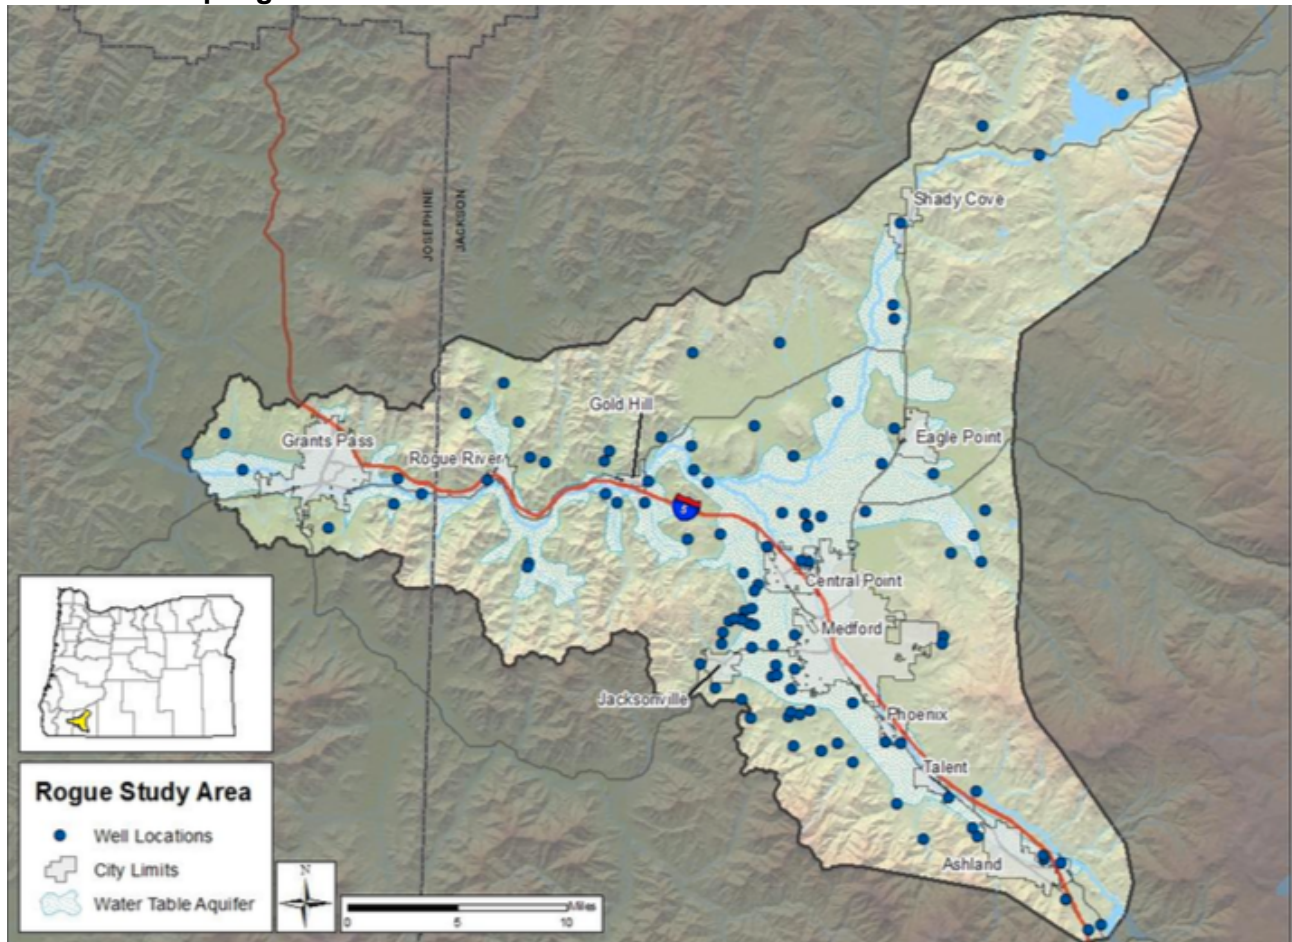 JOSEPHINE
JACKSON
Shady Cove
Gold Hill
Grants Pass
Rogue River
Eagle Point
5
Central Point
Medford
Jacksonville
Phoenix
Talent
Ashland
Rogue Study Area
Well Locations
City Limits
Water Table Aquifer
N
Miles
0 5 10